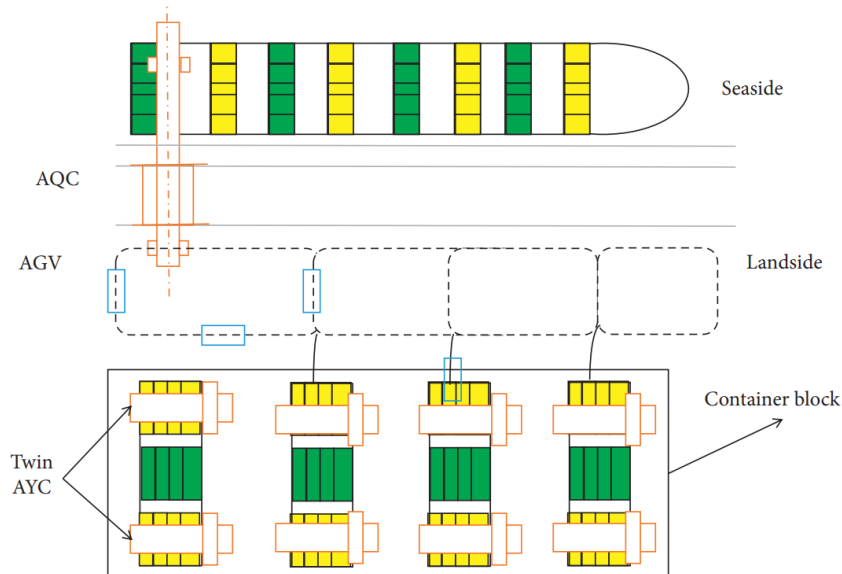 Seaside
AQC
AGV
Landside
Container block
Twin
AYC